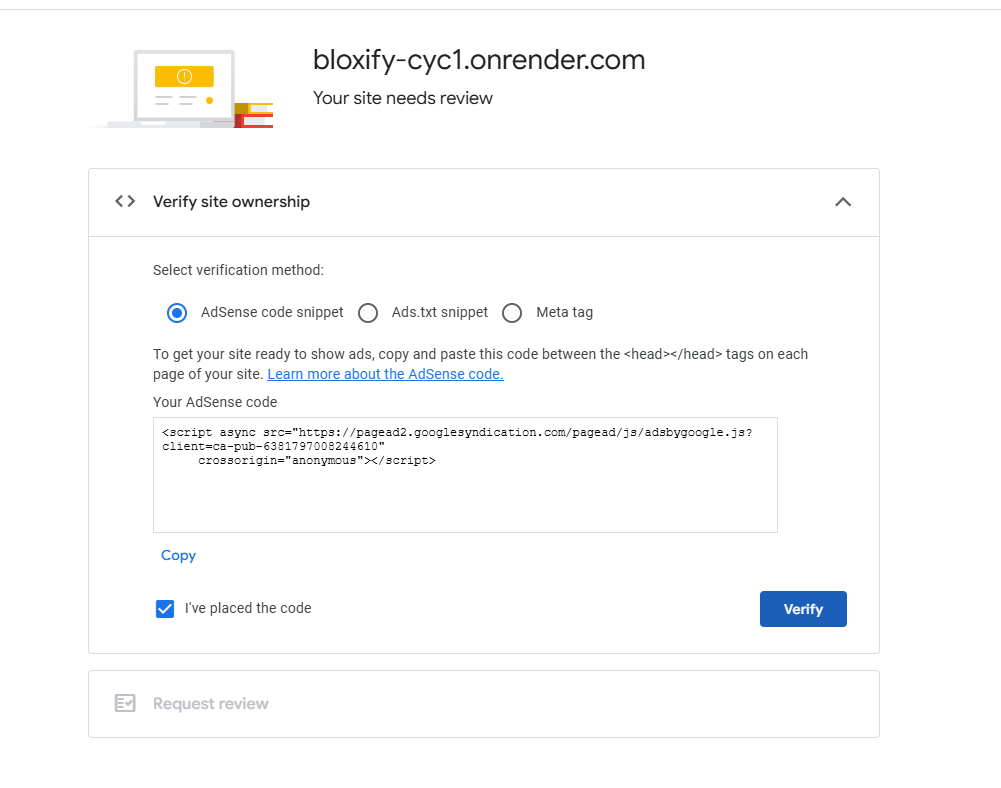 bloxify-cyc1.onrender.com
Your site needs review
Verify site ownership
Select verification method:
AdSense code snippet Ads.txt snippet Meta tag
To get your site ready to show ads, copy and paste this code between the <head></head> tags on each
page of your site. Learn more about the AdSense code.
Your AdSense code
<script async src="https://pagead2.googlesyndication.com/pagead/js/adsbygoogle.js?
client=ca-pub-6381797008244610"
     crossorigin="anonymous"></script>
Copy
I've placed the code
Verify
Request review